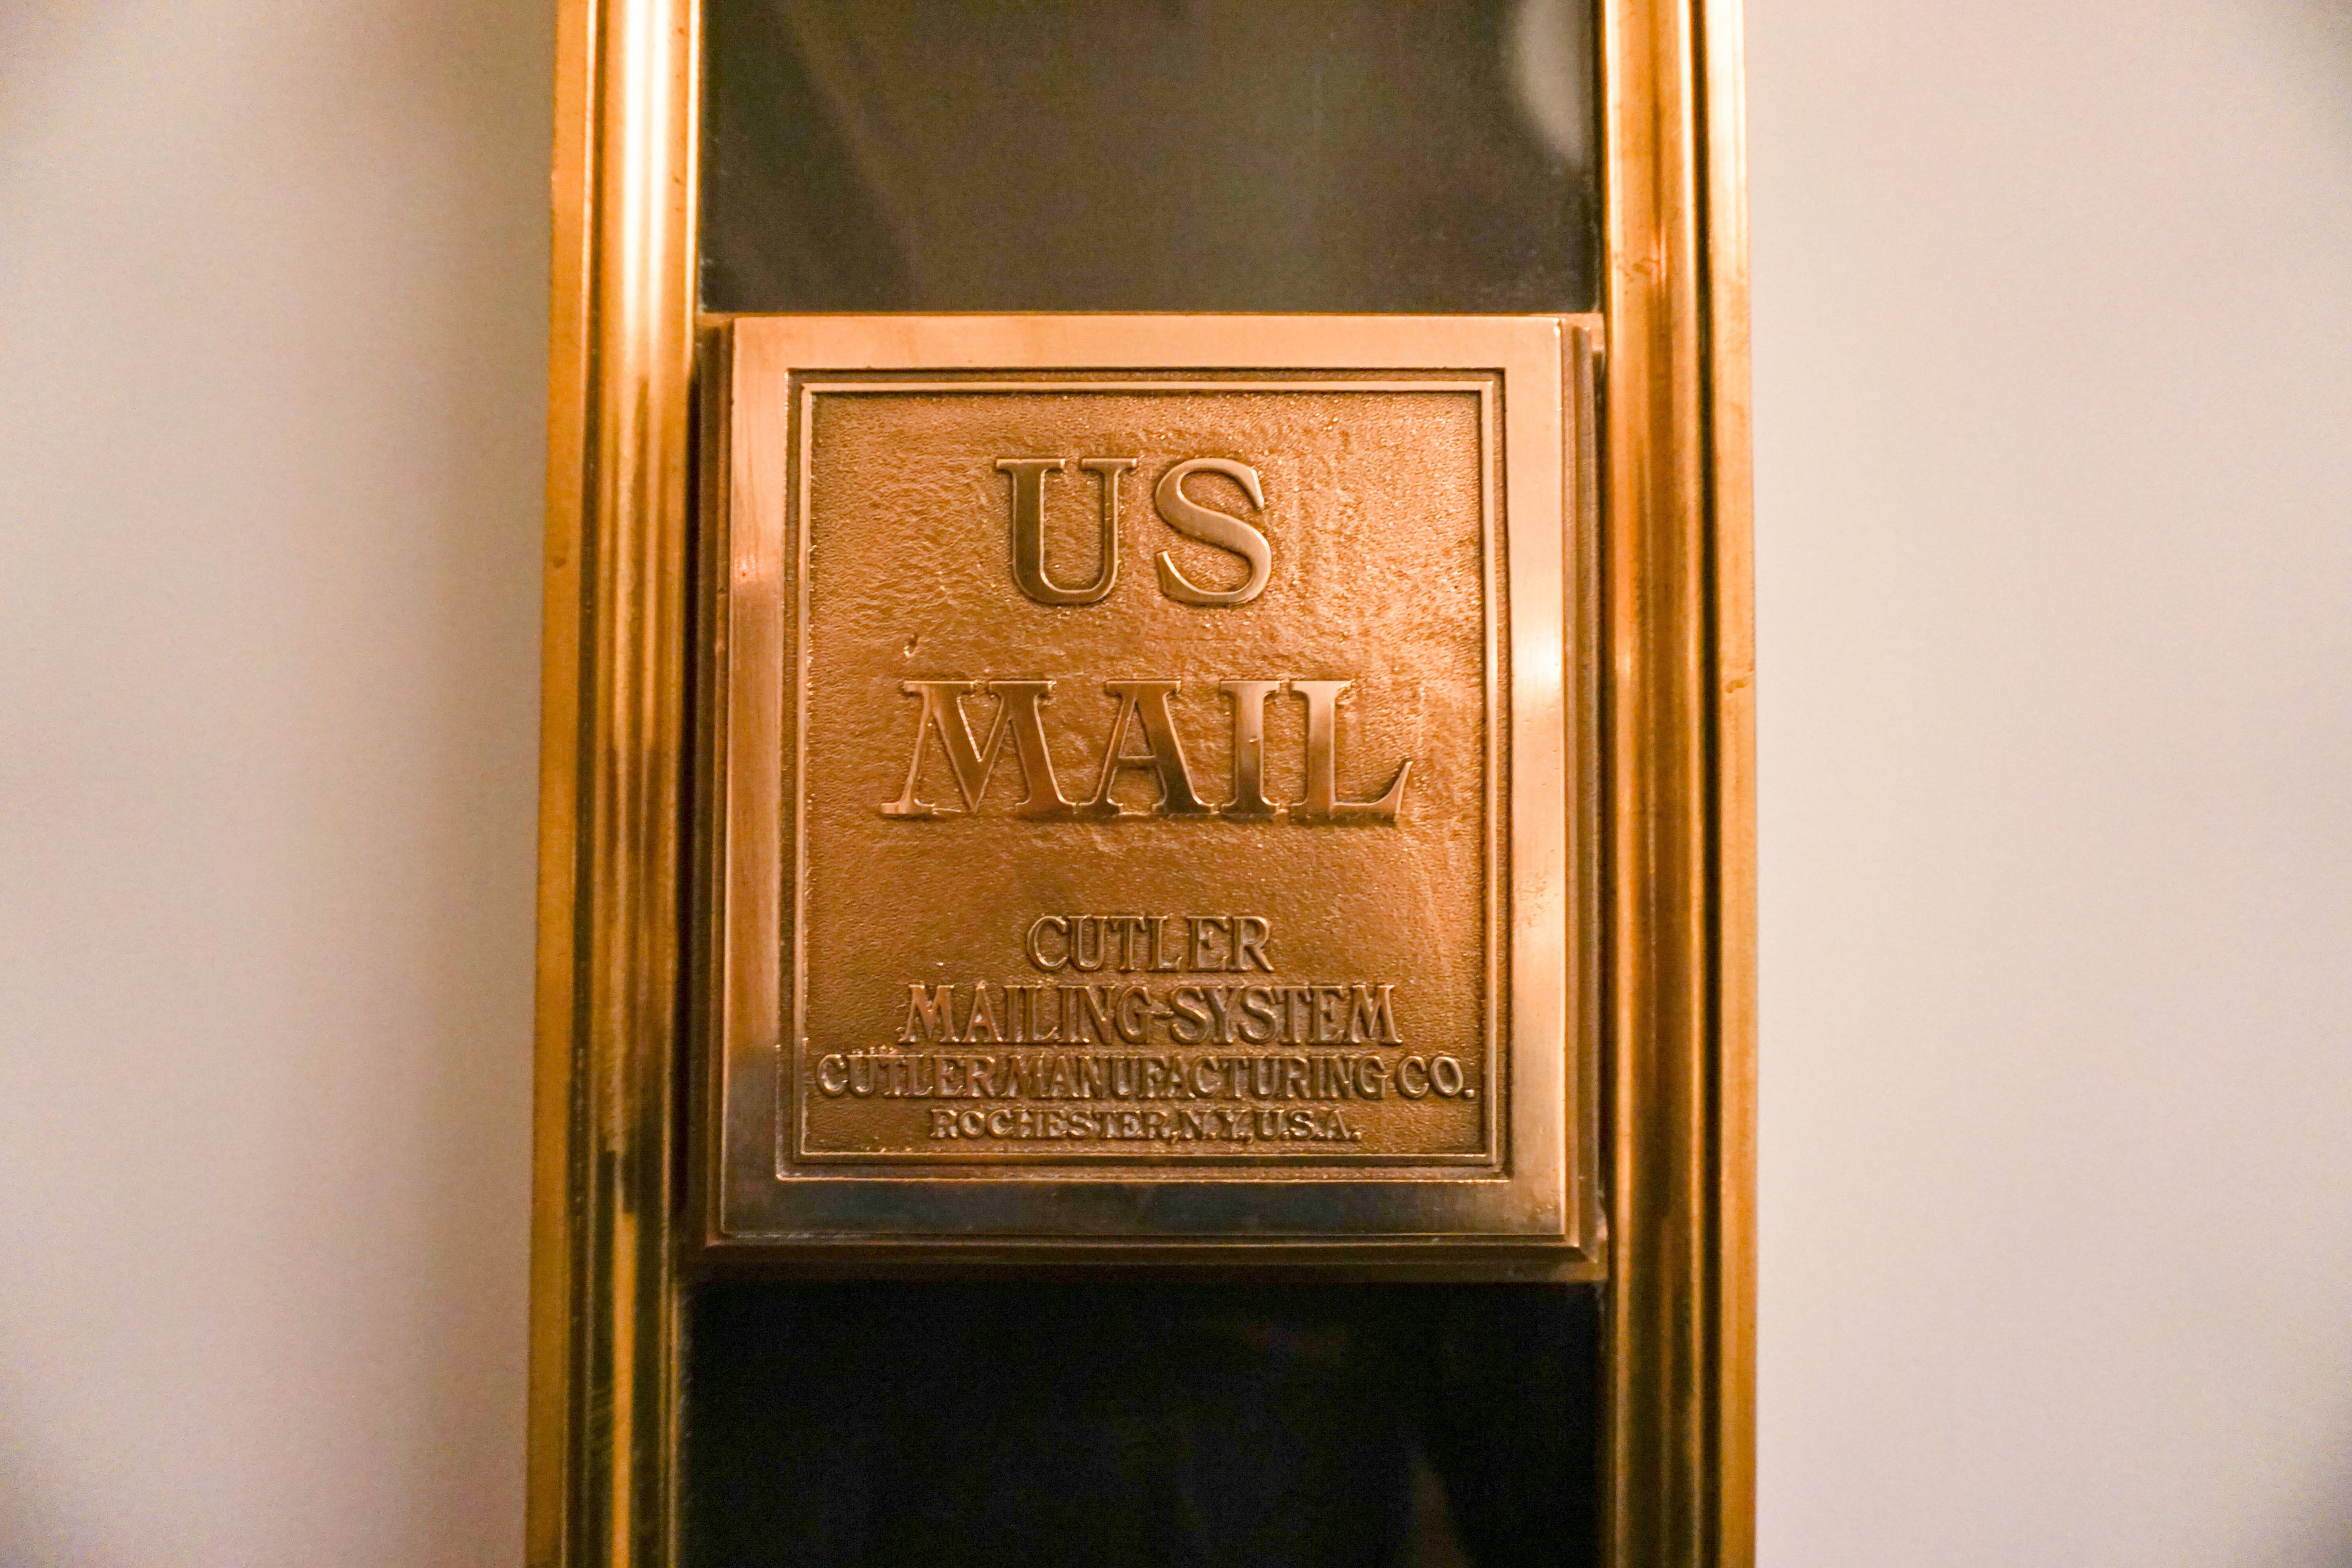 US
MAIL
CUTLER
MAILING-SYSTEM
CUTLER MANUFACTURING CO.
ROCHESTER, N.Y., U.S.A.